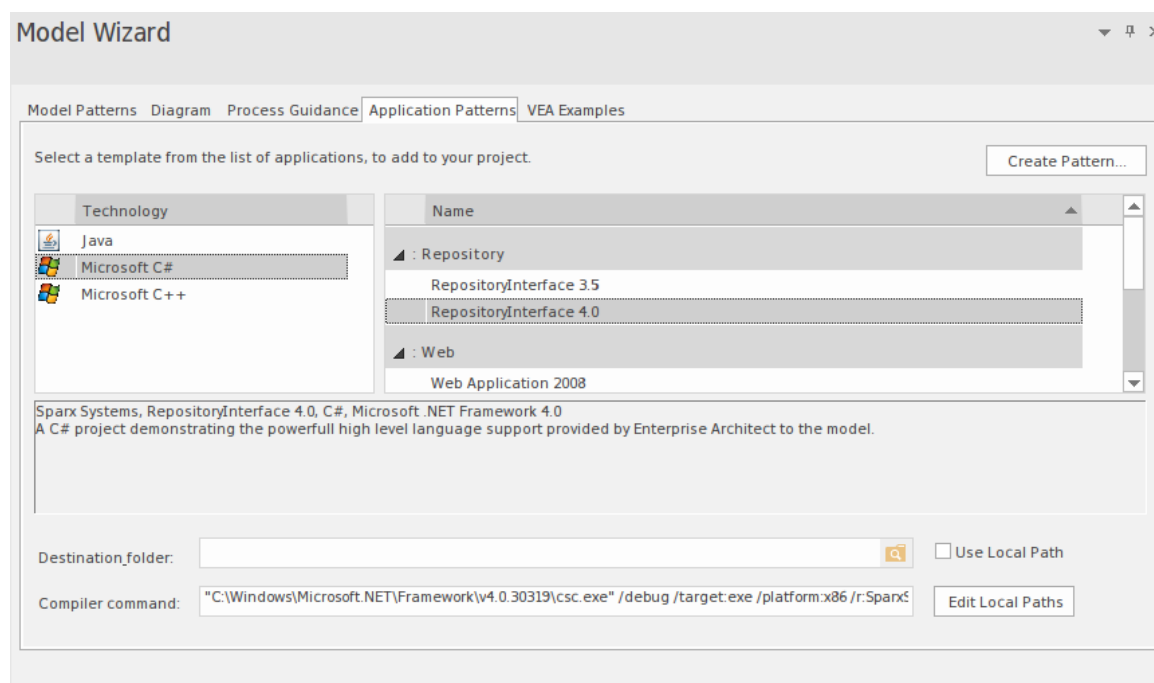 Model Wizard
Model Patterns Diagram Process Guidance Application Patterns VEA Examples
Select a template from the list of applications, to add to your project.
Create Pattern...
Technology
Java
Microsoft C#
Microsoft C++
Name
: Repository
RepositoryInterface 3.5
RepositoryInterface 4.0
: Web
Web Application 2008
Sparx Systems, RepositoryInterface 4.0, C#, Microsoft .NET Framework 4.0
A C# project demonstrating the powerfull high level language support provided by Enterprise Architect to the model.
Destination folder:
Use Local Path
Compiler command:
"C:\Windows\Microsoft.NET\Framework\v4.0.30319\csc.exe" /debug /target:exe /platform:x86 /r:SparxS
Edit Local Paths